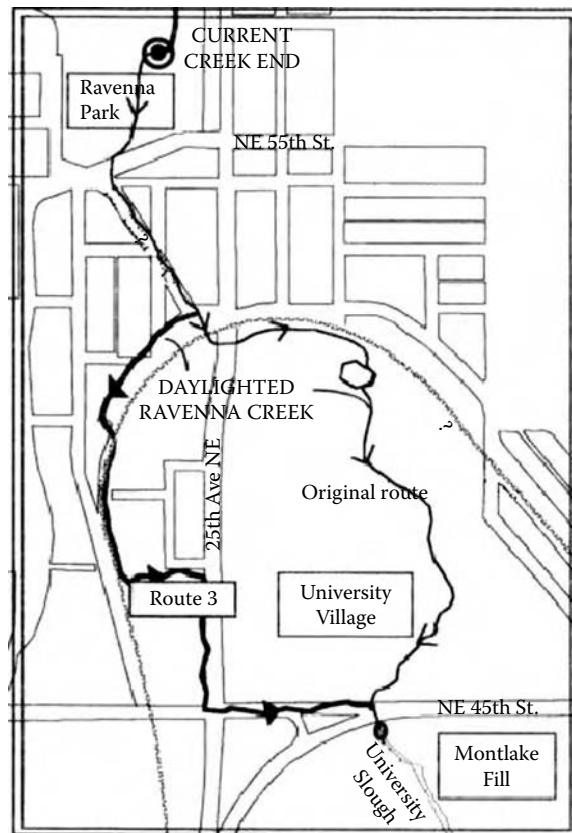 CURRENT
CREEK END
Ravenna
Park
NE 55th St.
?
?
DAYLIGHTED
RAVENNA CREEK
25th Ave NE
Original route
Route 3
University
Village
NE 45th St.
University
Slough
Montlake
Fill